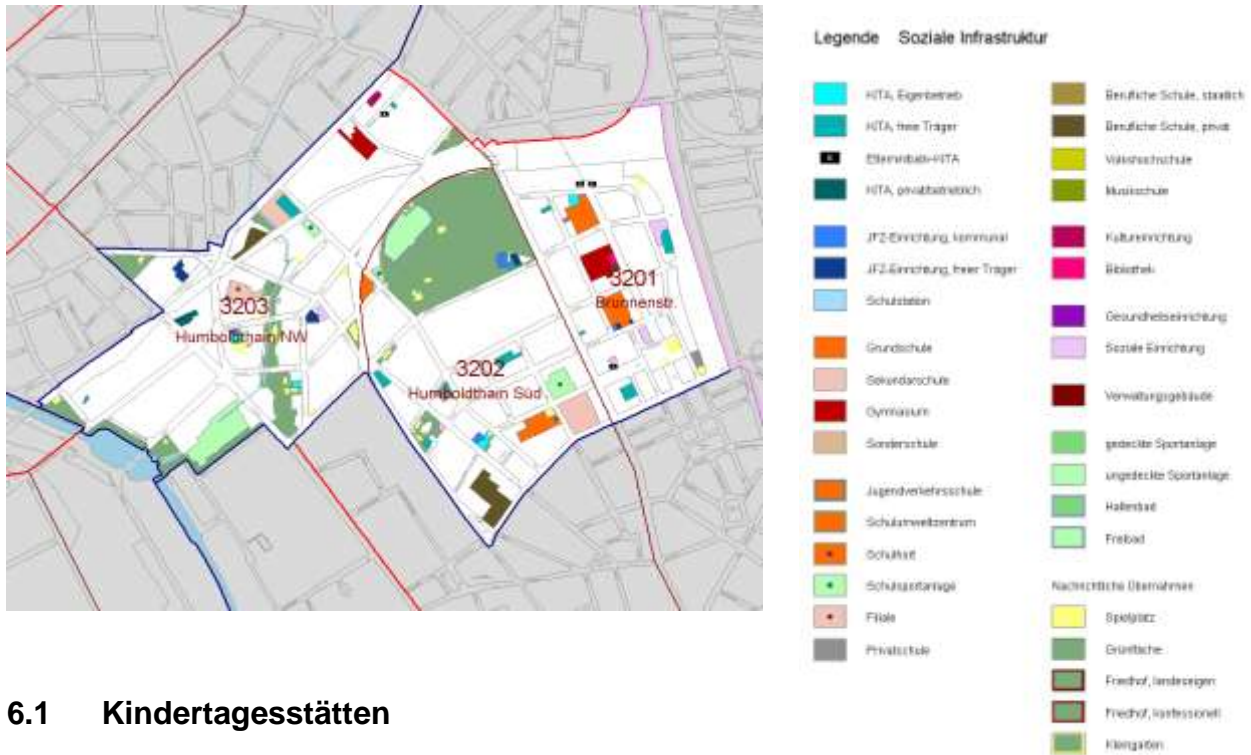 3203
Humboldthain NW
3201
Brunnenstr.
3202
Humpoldthain Süd
Legende Soziale Infrastruktur
KITA, Eigenbetrieb
KITA, freie Träger
Elterninitiativ-KITA
KITA, privatbetrieblich
JFZ-Einrichtung, kommunal
JFZ-Einrichtung, freier Träger
Schulstation
Grundschule
Sekundarschule
Gymnasium
Sonderschule
Jugendverkehrsschule
Schulumweltzentrum
Schulhort
Schulsportanlage
Filiale
Privatschule
Berufliche Schule, staatlich
Berufliche Schule, privat
Volkshochschule
Musikschule
Kultureinrichtung
Bibliothek
Gesundheitseinrichtung
Soziale Einrichtung
Verwaltungsgebäude
gedeckte Sportanlage
ungedeckte Sportanlage
Hallenbad
Freibad
Nachrichtliche Übernahmen
Spielplatz
Grünfläche
Friedhof, landeseigen
Friedhof, konfessionell
Kleingarten
6.1 Kindertagesstätten